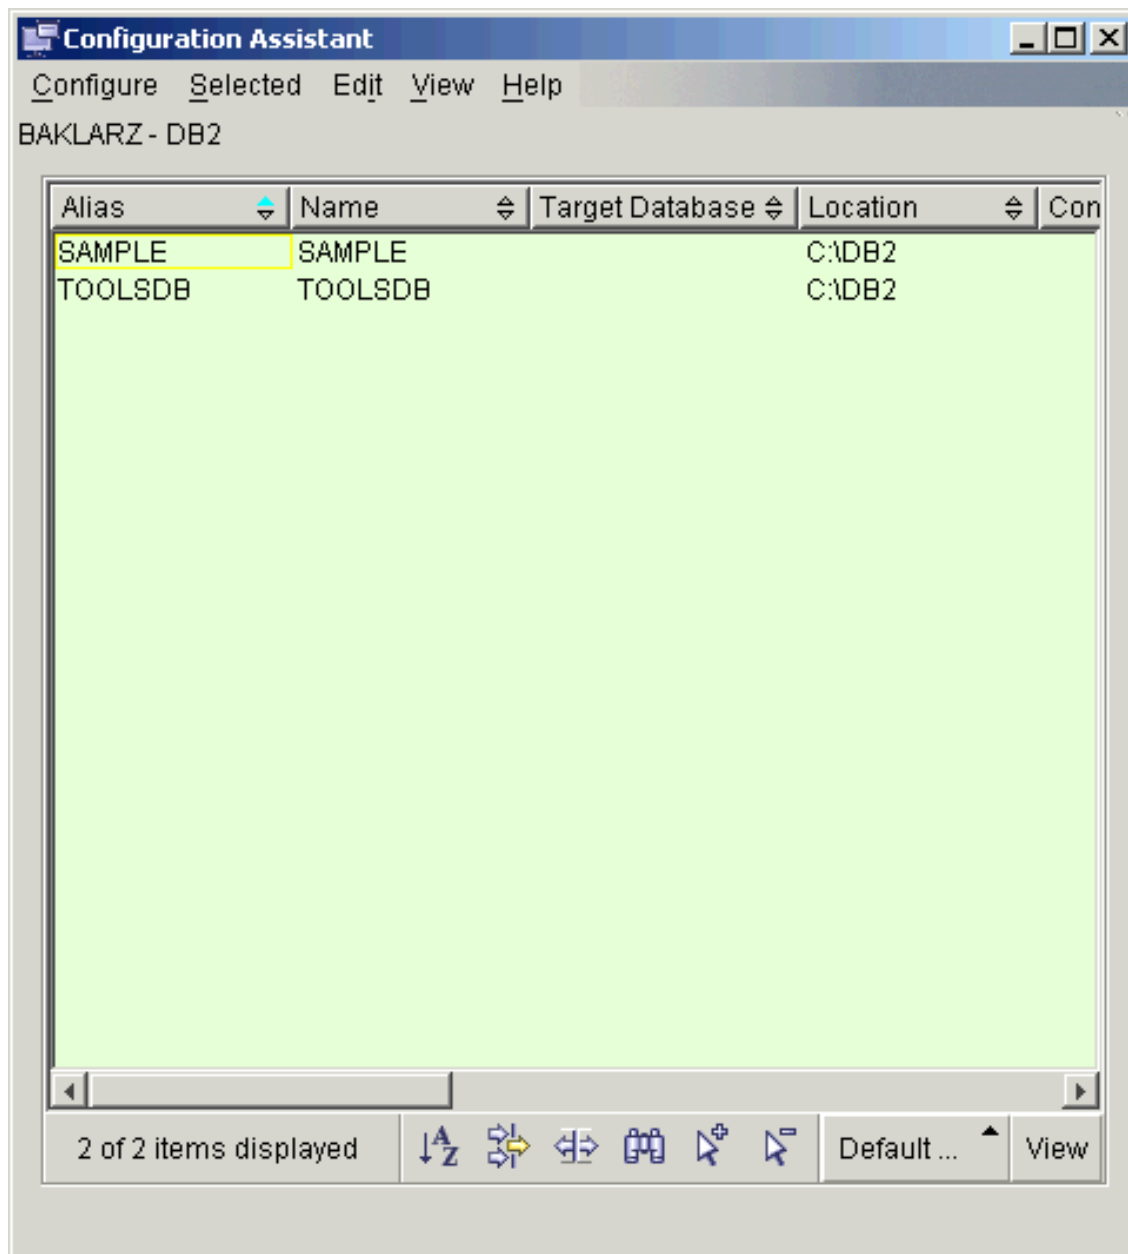 Configuration Assistant
Configure Selected Edit View Help
BAKLARZ - DB2
Alias Name Target Database Location Con
SAMPLE SAMPLE C:\DB2
TOOLSDB TOOLSDB C:\DB2
2 of 2 items displayed Default ... View